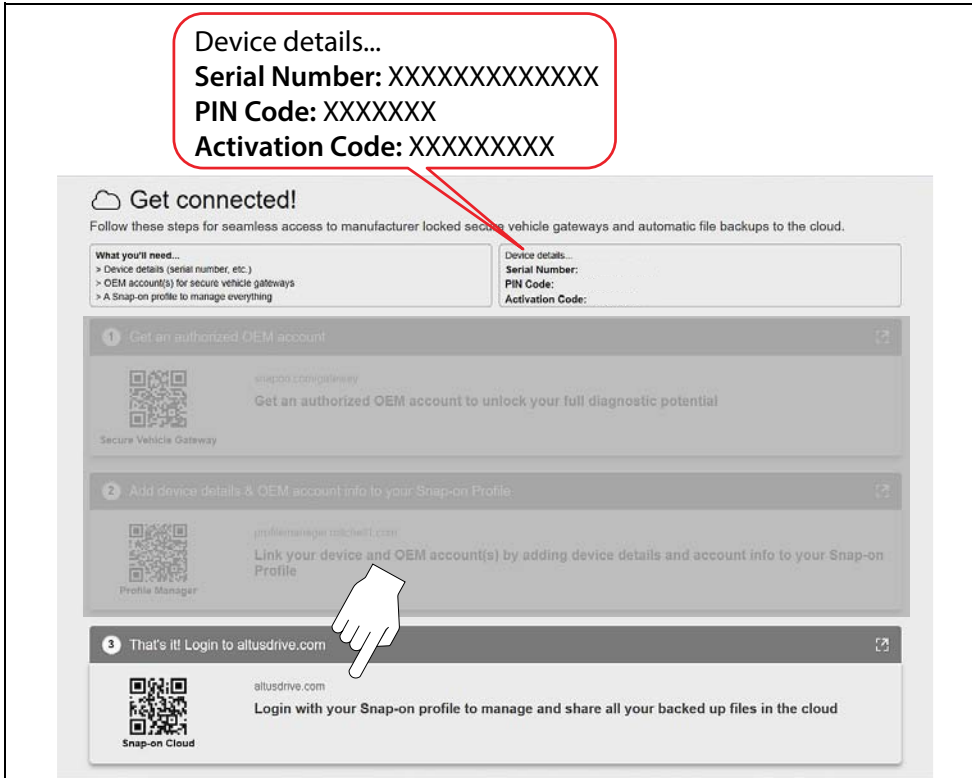 Device details...
Serial Number: XXXXXXXXXXXXX
PIN Code: XXXXXXX
Activation Code: XXXXXXXXX
Get connected!
Follow these steps for seamless access to manufacturer locked secure vehicle gateways and automatic file backups to the cloud.
What you'll need...
> Device details (serial number, etc.)
> OEM account(s) for secure vehicle gateways
> A Snap-on profile to manage everything
Device details...
Serial Number:
PIN Code:
Activation Code:
1 Get an authorized OEM account
snapon.com/gateway
Get an authorized OEM account to unlock your full diagnostic potential
Secure Vehicle Gateway
2 Add device details & OEM account info to your Snap-on Profile
profilemanager.mitchell1.com
Link your device and OEM account(s) by adding device details and account info to your Snap-on
Profile
Profile Manager
3 That's it! Login to altusdrive.com
altusdrive.com
Login with your Snap-on profile to manage and share all your backed up files in the cloud
Snap-on Cloud